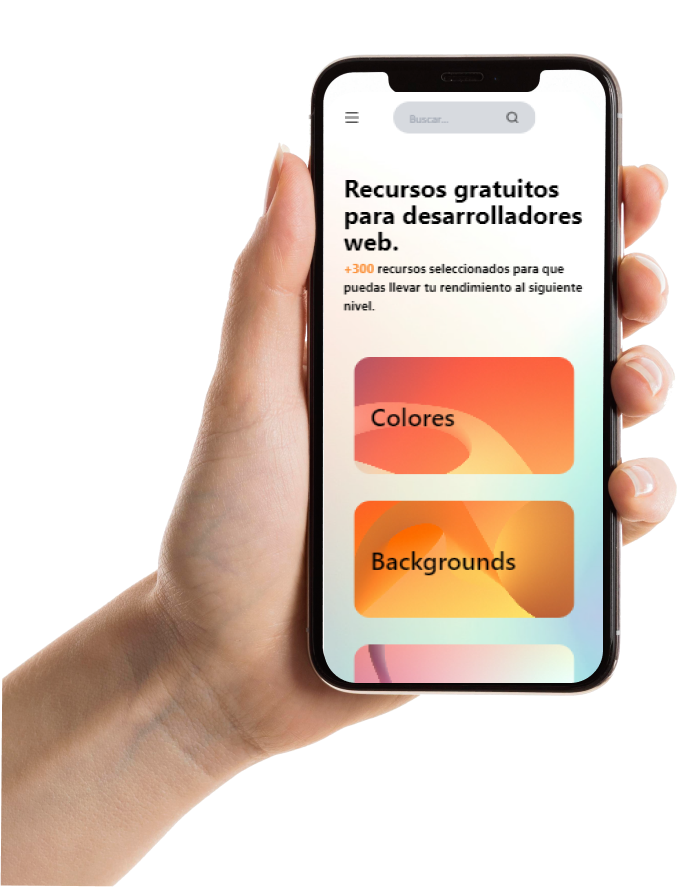 Buscar...
Recursos gratuitos
para desarrolladores
web.
+300 recursos seleccionados para que
puedas llevar tu rendimiento al siguiente
nivel.
Colores
Backgrounds